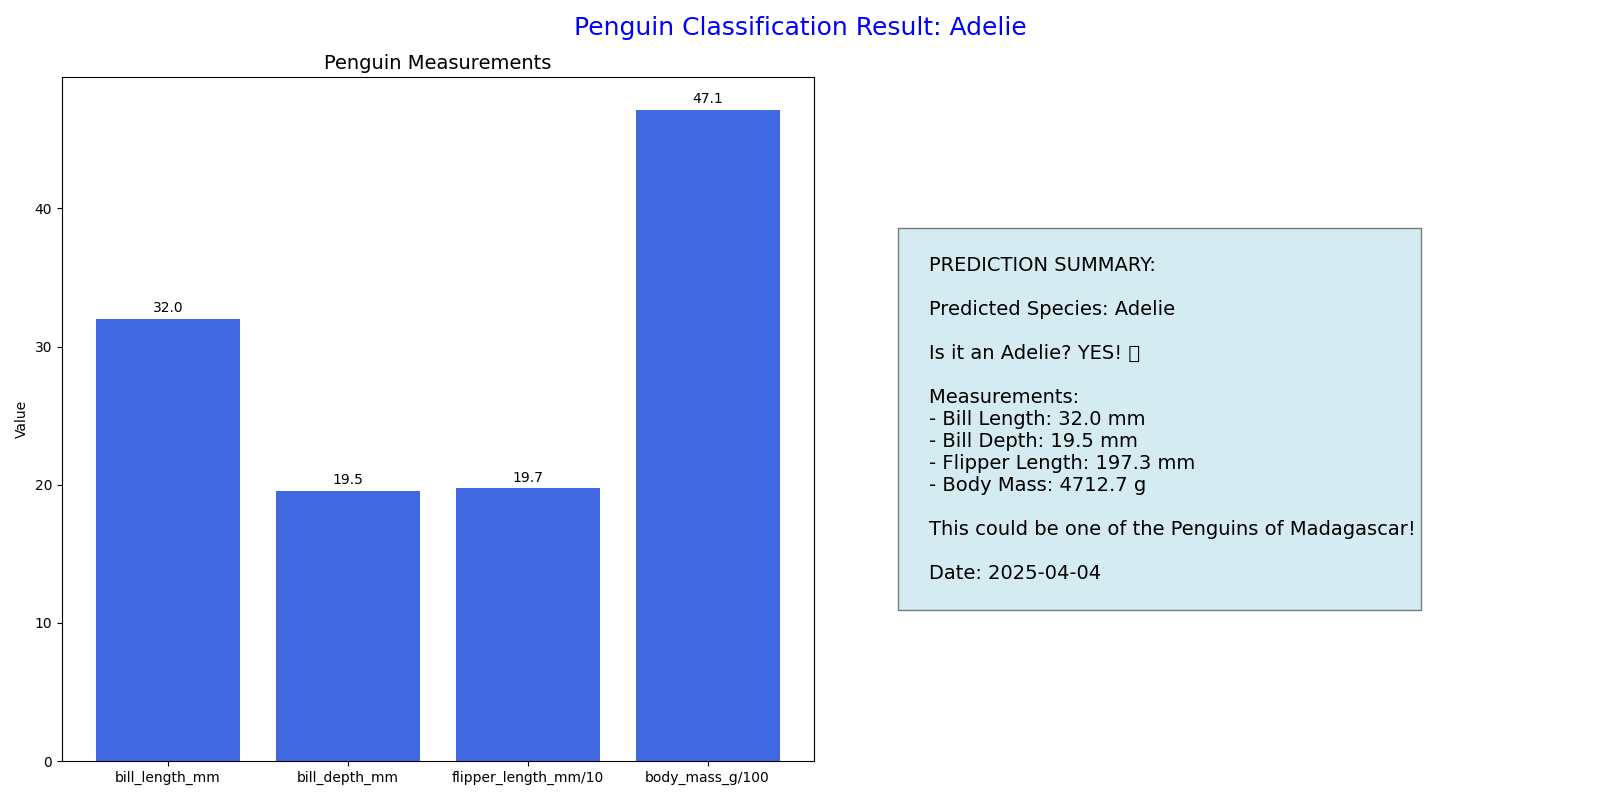 Penguin Classification Result: Adelie
Penguin Measurements
47.1
32.0
19.5
19.7
40
30
20
10
0
Value
bill_length_mm
bill_depth_mm
flipper_length_mm/10
body_mass_g/100
PREDICTION SUMMARY:
Predicted Species: Adelie
Is it an Adelie? YES! 
Measurements:
- Bill Length: 32.0 mm
- Bill Depth: 19.5 mm
- Flipper Length: 197.3 mm
- Body Mass: 4712.7 g
This could be one of the Penguins of Madagascar!
Date: 2025-04-04